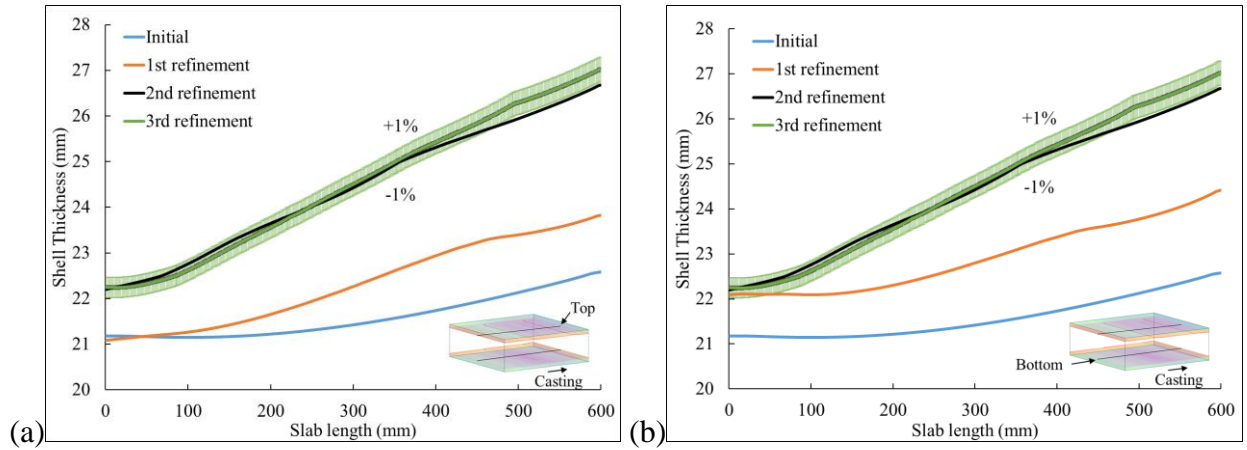 28
27
26
25
24
23
22
21
20
Shell Thickness (mm)
Initial
1st refinement
2nd refinement
3rd refinement
+1%
-1%
Top
Casting
0 100 200 300 400 500 600
Slab length (mm)
(a)
28
27
26
25
24
23
22
21
20
Shell Thickness (mm)
Initial
1st refinement
2nd refinement
3rd refinement
+1%
-1%
Bottom
Casting
0 100 200 300 400 500 600
Slab length (mm)
(b)